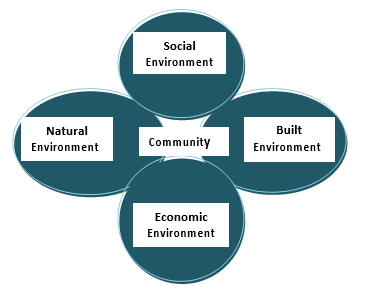 Social
Environment
Natural
Environment
Community
Built
Environment
Economic
Environment